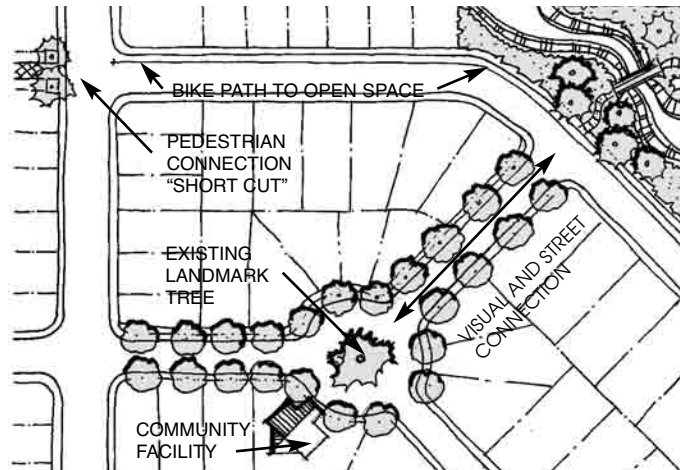 BIKE PATH TO OPEN SPACE
PEDESTRIAN
CONNECTION
“SHORT CUT”
EXISTING
LANDMARK
TREE
VISUAL AND STREET
CONNECTION
COMMUNITY
FACILITY